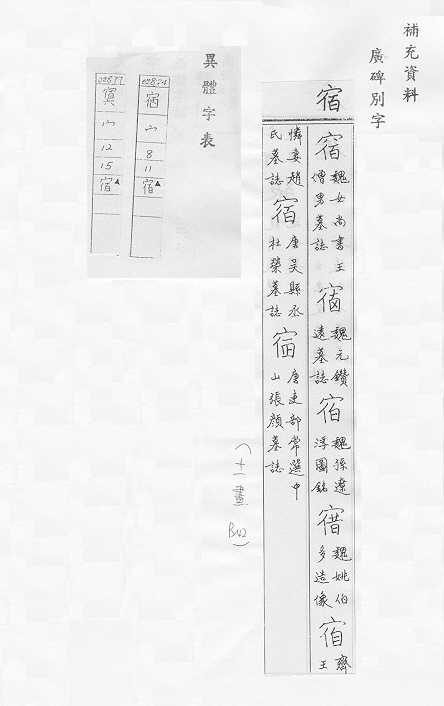 補充資料
廣碑別字
宿
宿魏女尚書王僧男墓誌宿魏元鑽遠墓誌宿魏孫遼浮圖銘宿魏姚伯多造像宿齊王
憐妻趙氏墓誌宿唐吳縣丞杜榮墓誌宿唐吏部常選中山張顏墓誌
(十一畫 B42)
異體字表
宿 宀 8 11 宿▲
宀 12 15 宿▲